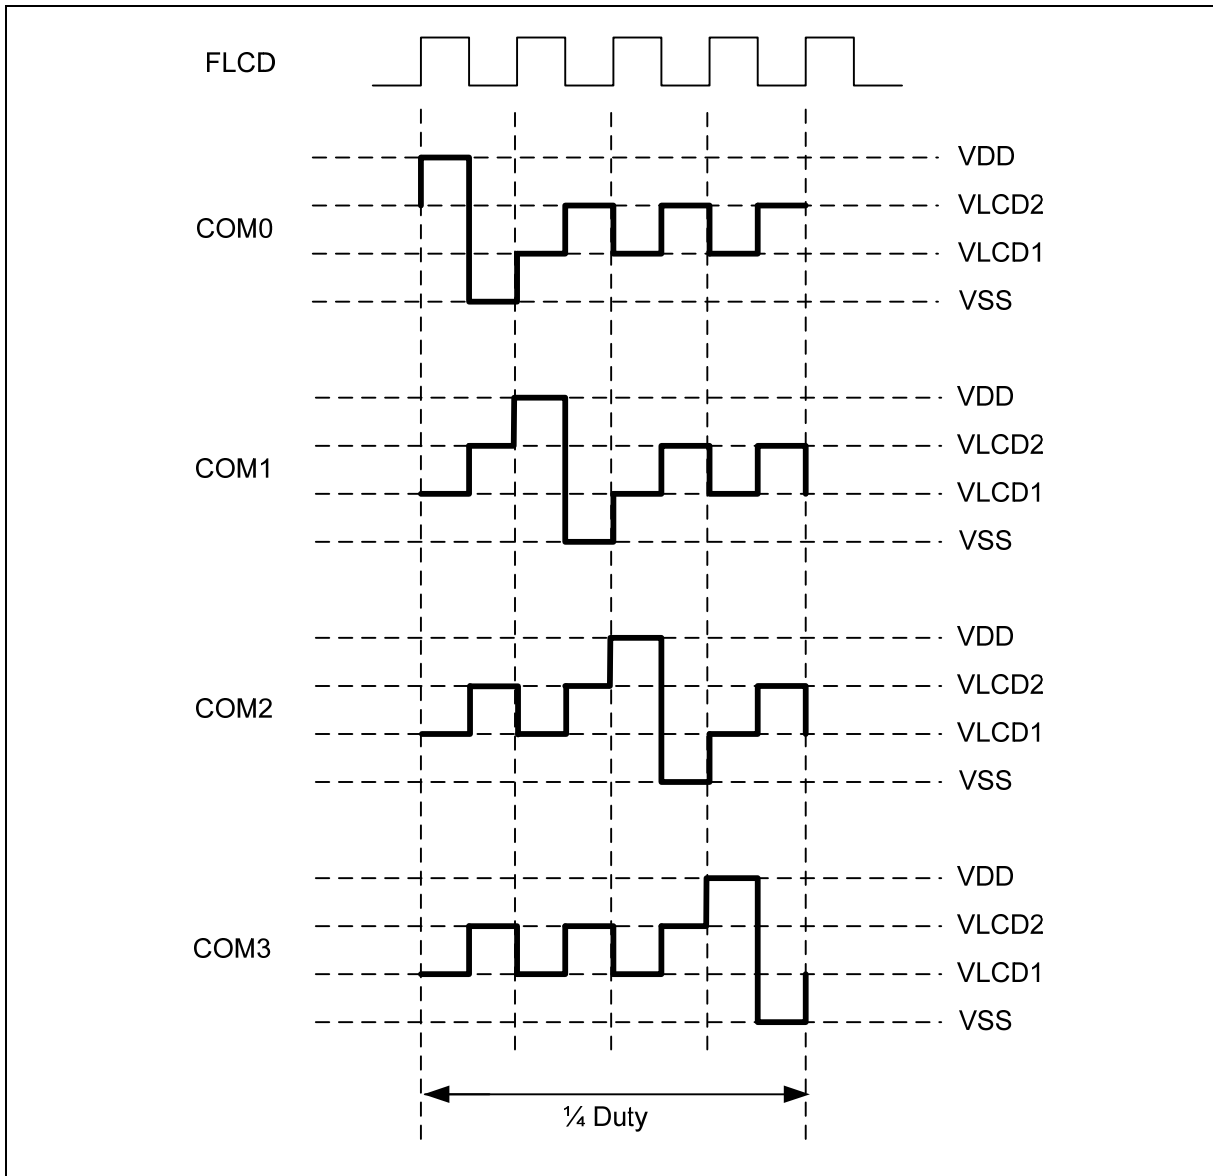 FLCD
VDD
VLCD2
COM0
VLCD1
VSS
VDD
VLCD2
COM1
VLCD1
VSS
VDD
VLCD2
COM2
VLCD1
VSS
VDD
VLCD2
COM3
VLCD1
VSS
¼ Duty